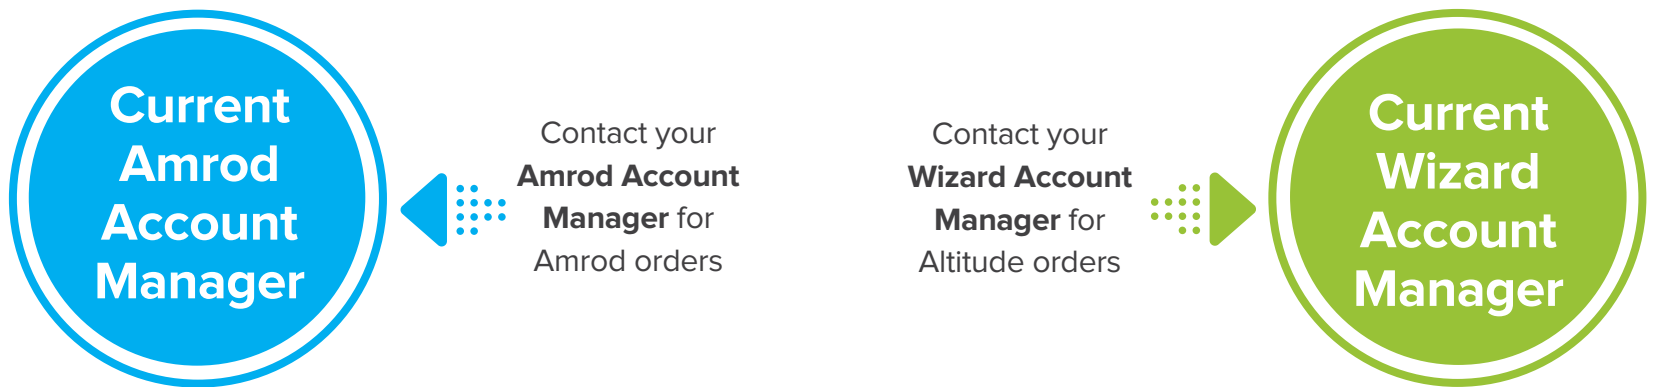 Current
Amrod
Account
Manager
Contact your
Amrod Account
Manager for
Amrod orders
Contact your
Wizard Account
Manager for
Altitude orders
Current
Wizard
Account
Manager